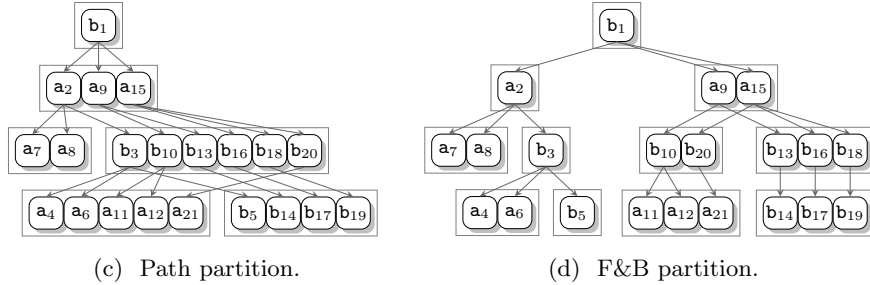 b1 b1
a2 a9 a15 a2 a9 a15
a7 a8 b3 b10 b13 b16 b18 b20 a7 a8 b3 b10 b20 b13 b16 b18
a4 a6 a11 a12 a21 b5 b14 b17 b19 a4 a6 b5 a11 a12 a21 b14 b17 b19
(c) Path partition. (d) F&B partition.